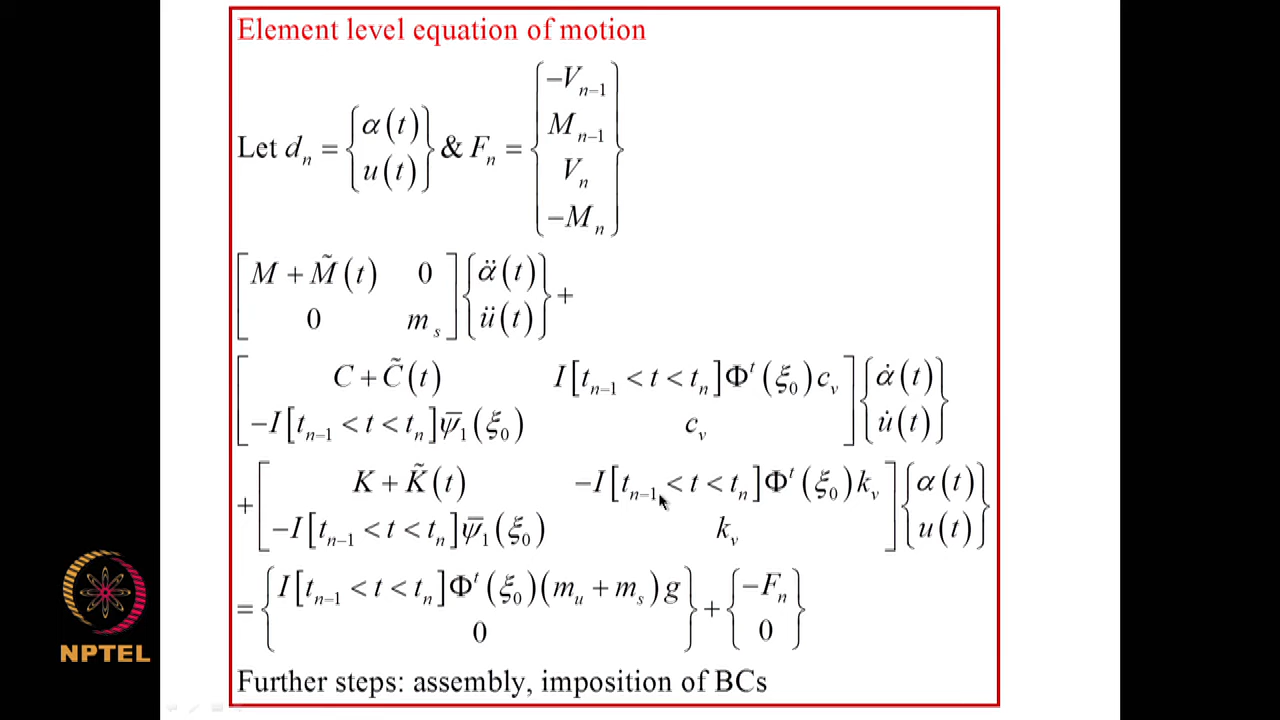 Element level equation of motion
Let d_n = { α(t) ; u(t) } & F_n = { −V_{n−1} ; M_{n−1} ; V_n ; −M_n }
[ M + M̃(t)  0 ; 0  m_s ] { α̈(t) ; ü(t) } +
[ C + C̃(t)  I[t_{n−1} < t < t_n]Φ^t(ξ_0)c_v ; −I[t_{n−1} < t < t_n]ψ̄_1(ξ_0)  c_v ] { α̇(t) ; u̇(t) }
+ [ K + K̃(t)  −I[t_{n−1} < t < t_n]Φ^t(ξ_0)k_v ; −I[t_{n−1} < t < t_n]ψ̄_1(ξ_0)  k_v ] { α(t) ; u(t) }
= { I[t_{n−1} < t < t_n]Φ^t(ξ_0)(m_u + m_s)g ; 0 } + { −F_n ; 0 }
Further steps: assembly, imposition of BCs
NPTEL